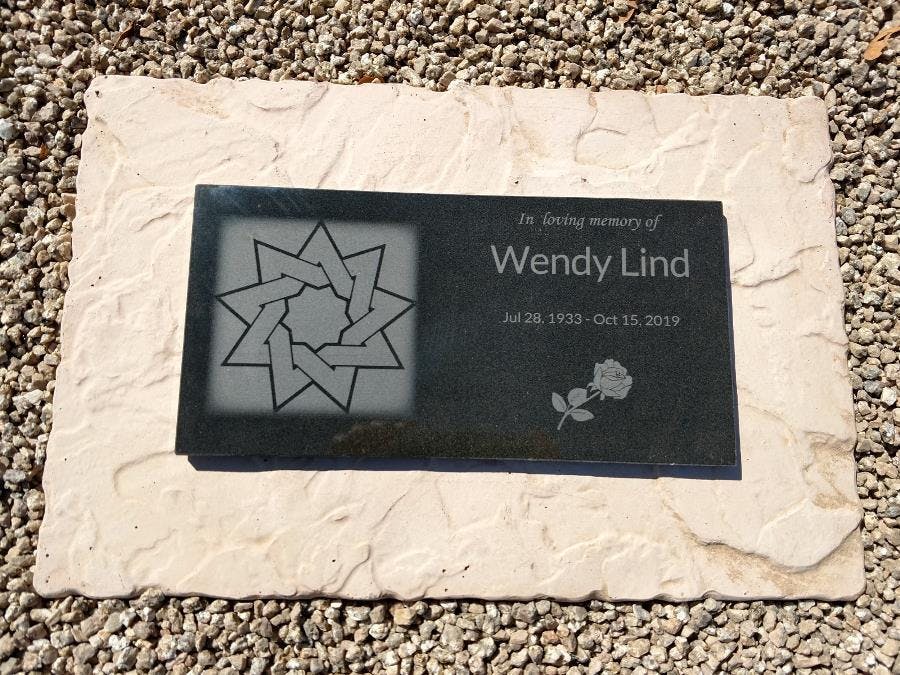 In loving memory of
Wendy Lind
Jul 28, 1933 - Oct 15, 2019